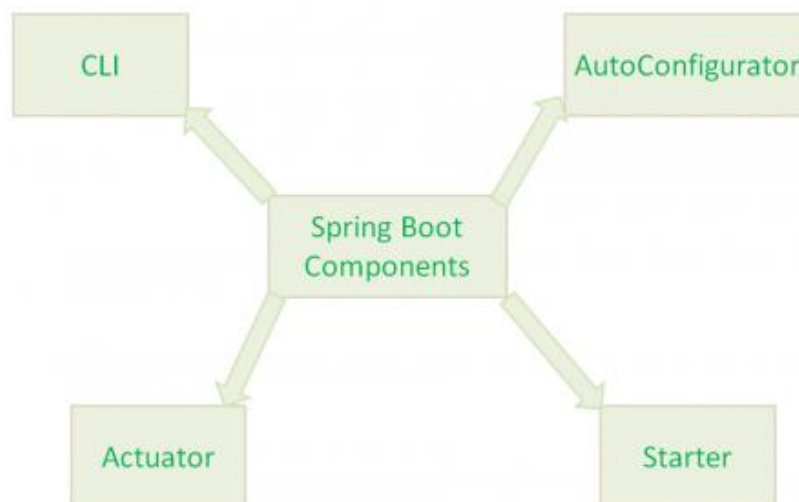 CLI
AutoConfigurator
Spring Boot
Components
Actuator
Starter